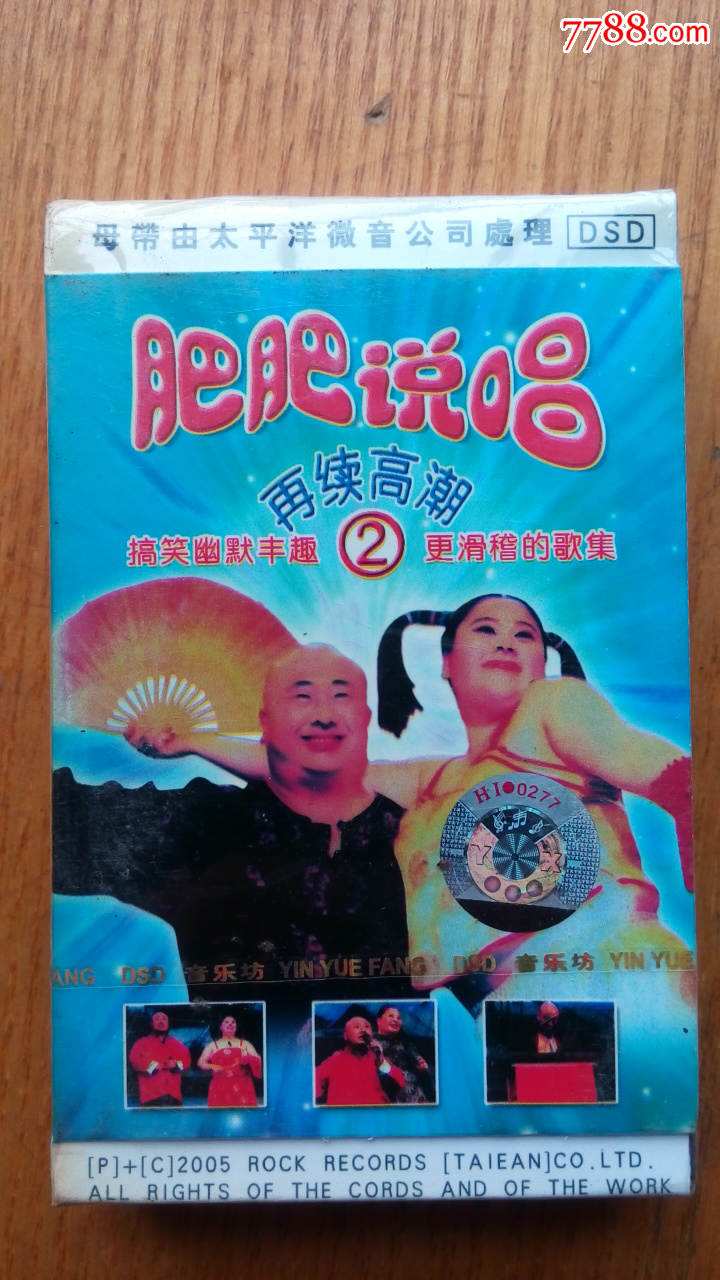 7788.com
母帶由太平洋微音公司處理 DSD
肥肥说唱
再续高潮
搞笑幽默丰趣 ② 更滑稽的歌集
HI●0277
Y X
ANG DSD 音乐坊 YIN YUE FANG DSD 音乐坊 YIN YUE
[P]+[C]2005 ROCK RECORDS [TAIEAN]CO.LTD.
ALL RIGHTS OF THE CORDS AND OF THE WORK